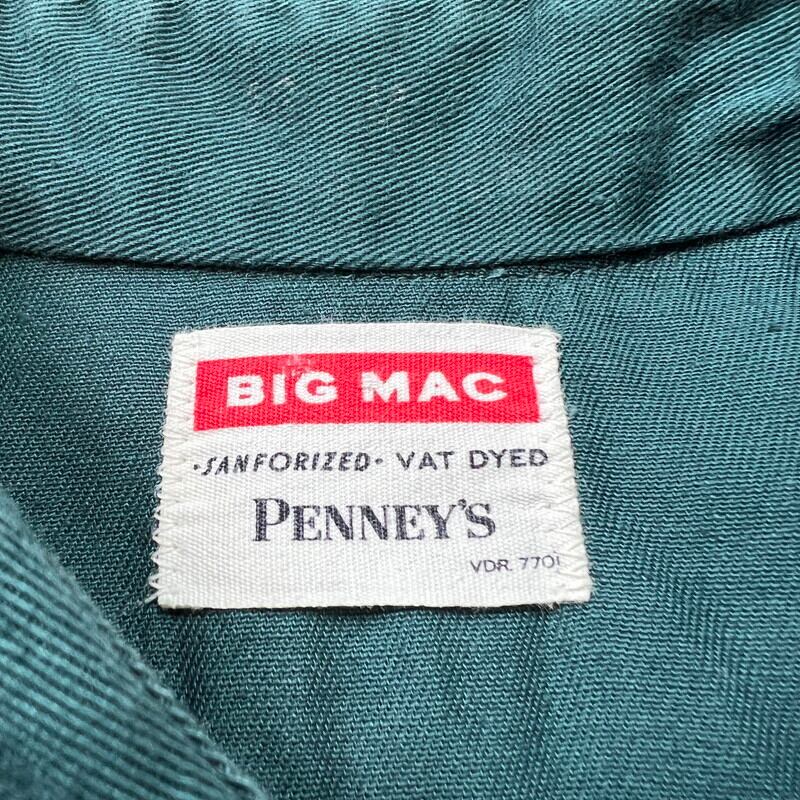 BIG MAC
·SANFORIZED· VAT DYED
PENNEY'S
VDR. 7701